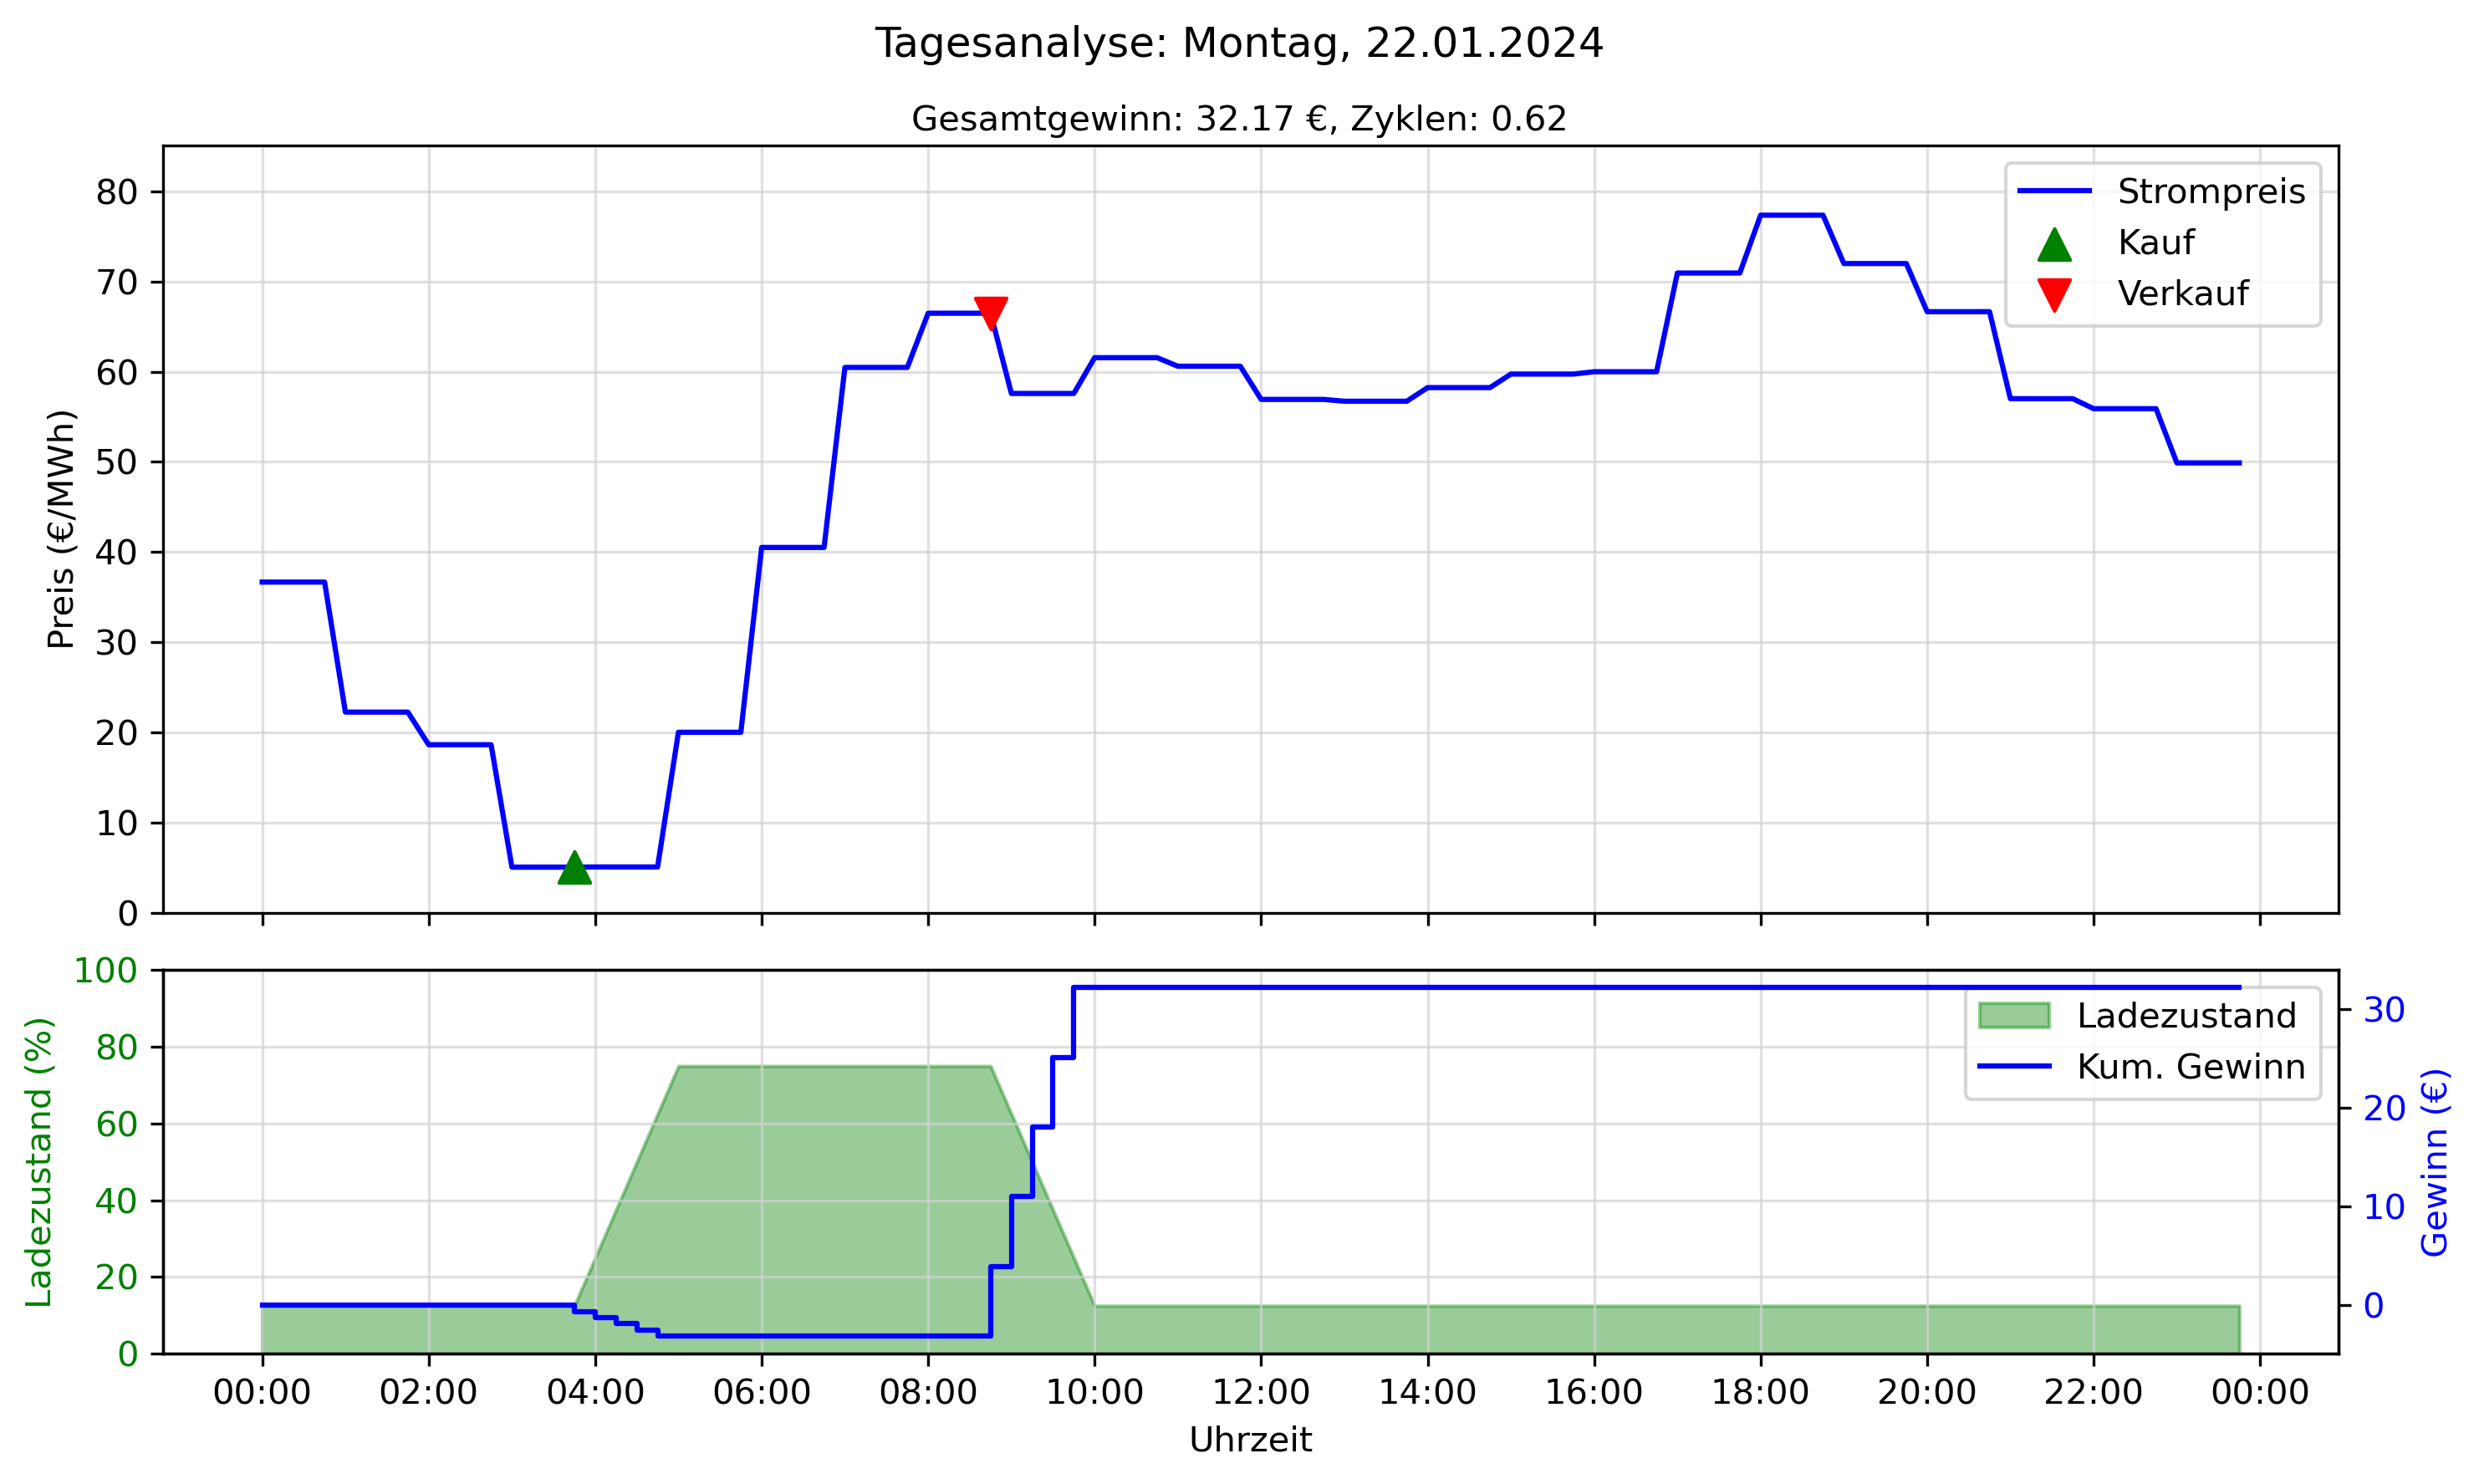 Tagesanalyse: Montag, 22.01.2024
Gesamtgewinn: 32.17 €, Zyklen: 0.62
Preis (€/MWh)
80
70
60
50
40
30
20
10
0
Strompreis
Kauf
Verkauf
Ladezustand (%)
100
80
60
40
20
0
Ladezustand
Kum. Gewinn
30
20
10
0
Gewinn (€)
00:00 02:00 04:00 06:00 08:00 10:00 12:00 14:00 16:00 18:00 20:00 22:00 00:00
Uhrzeit